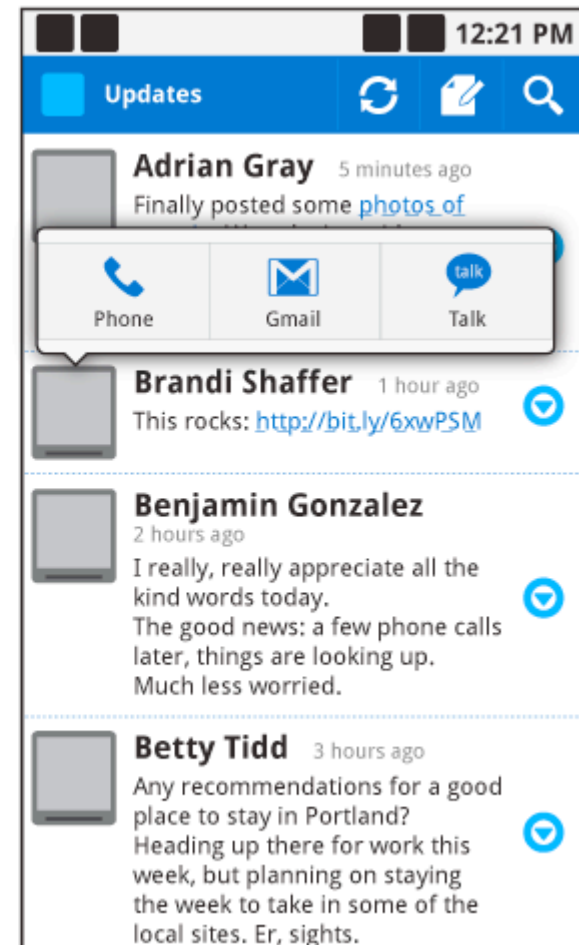 12:21 PM
Updates
Adrian Gray 5 minutes ago
Finally posted some photos of
Phone Gmail talk Talk
Brandi Shaffer 1 hour ago
This rocks: http://bit.ly/6xwPSM
Benjamin Gonzalez
2 hours ago
I really, really appreciate all the
kind words today.
The good news: a few phone calls
later, things are looking up.
Much less worried.
Betty Tidd 3 hours ago
Any recommendations for a good
place to stay in Portland?
Heading up there for work this
week, but planning on staying
the week to take in some of the
local sites. Er, sights.